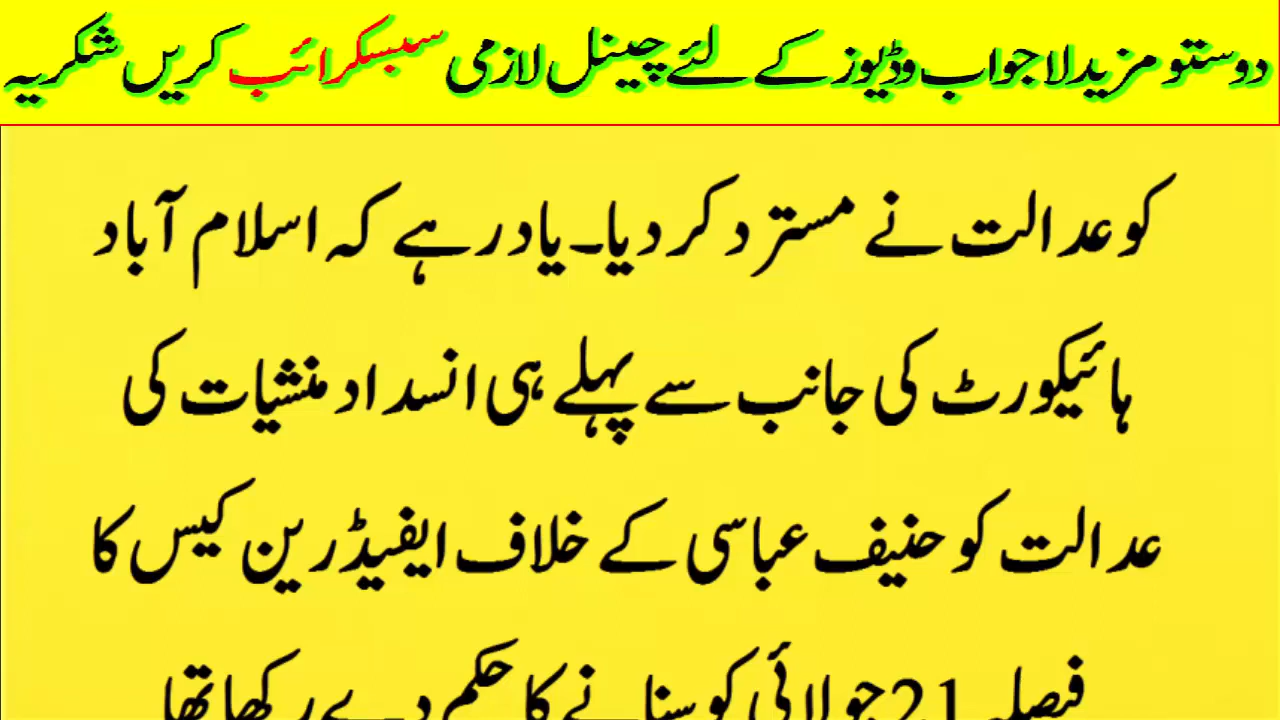 دوستو مزید لاجواب وڈیوز کے لئے چینل لازمی سبسکرائب کریں شکریہ
کو عدالت نے مسترد کر دیا۔ یاد رہے کہ اسلام آباد
ہائیکورٹ کی جانب سے پہلے ہی انسداد منشیات کی
عدالت کو حنیف عباسی کے خلاف ایفیڈرین کیس کا
فیصلہ 21 جولائی کو سنانے کا حکم دے رکھا تھا